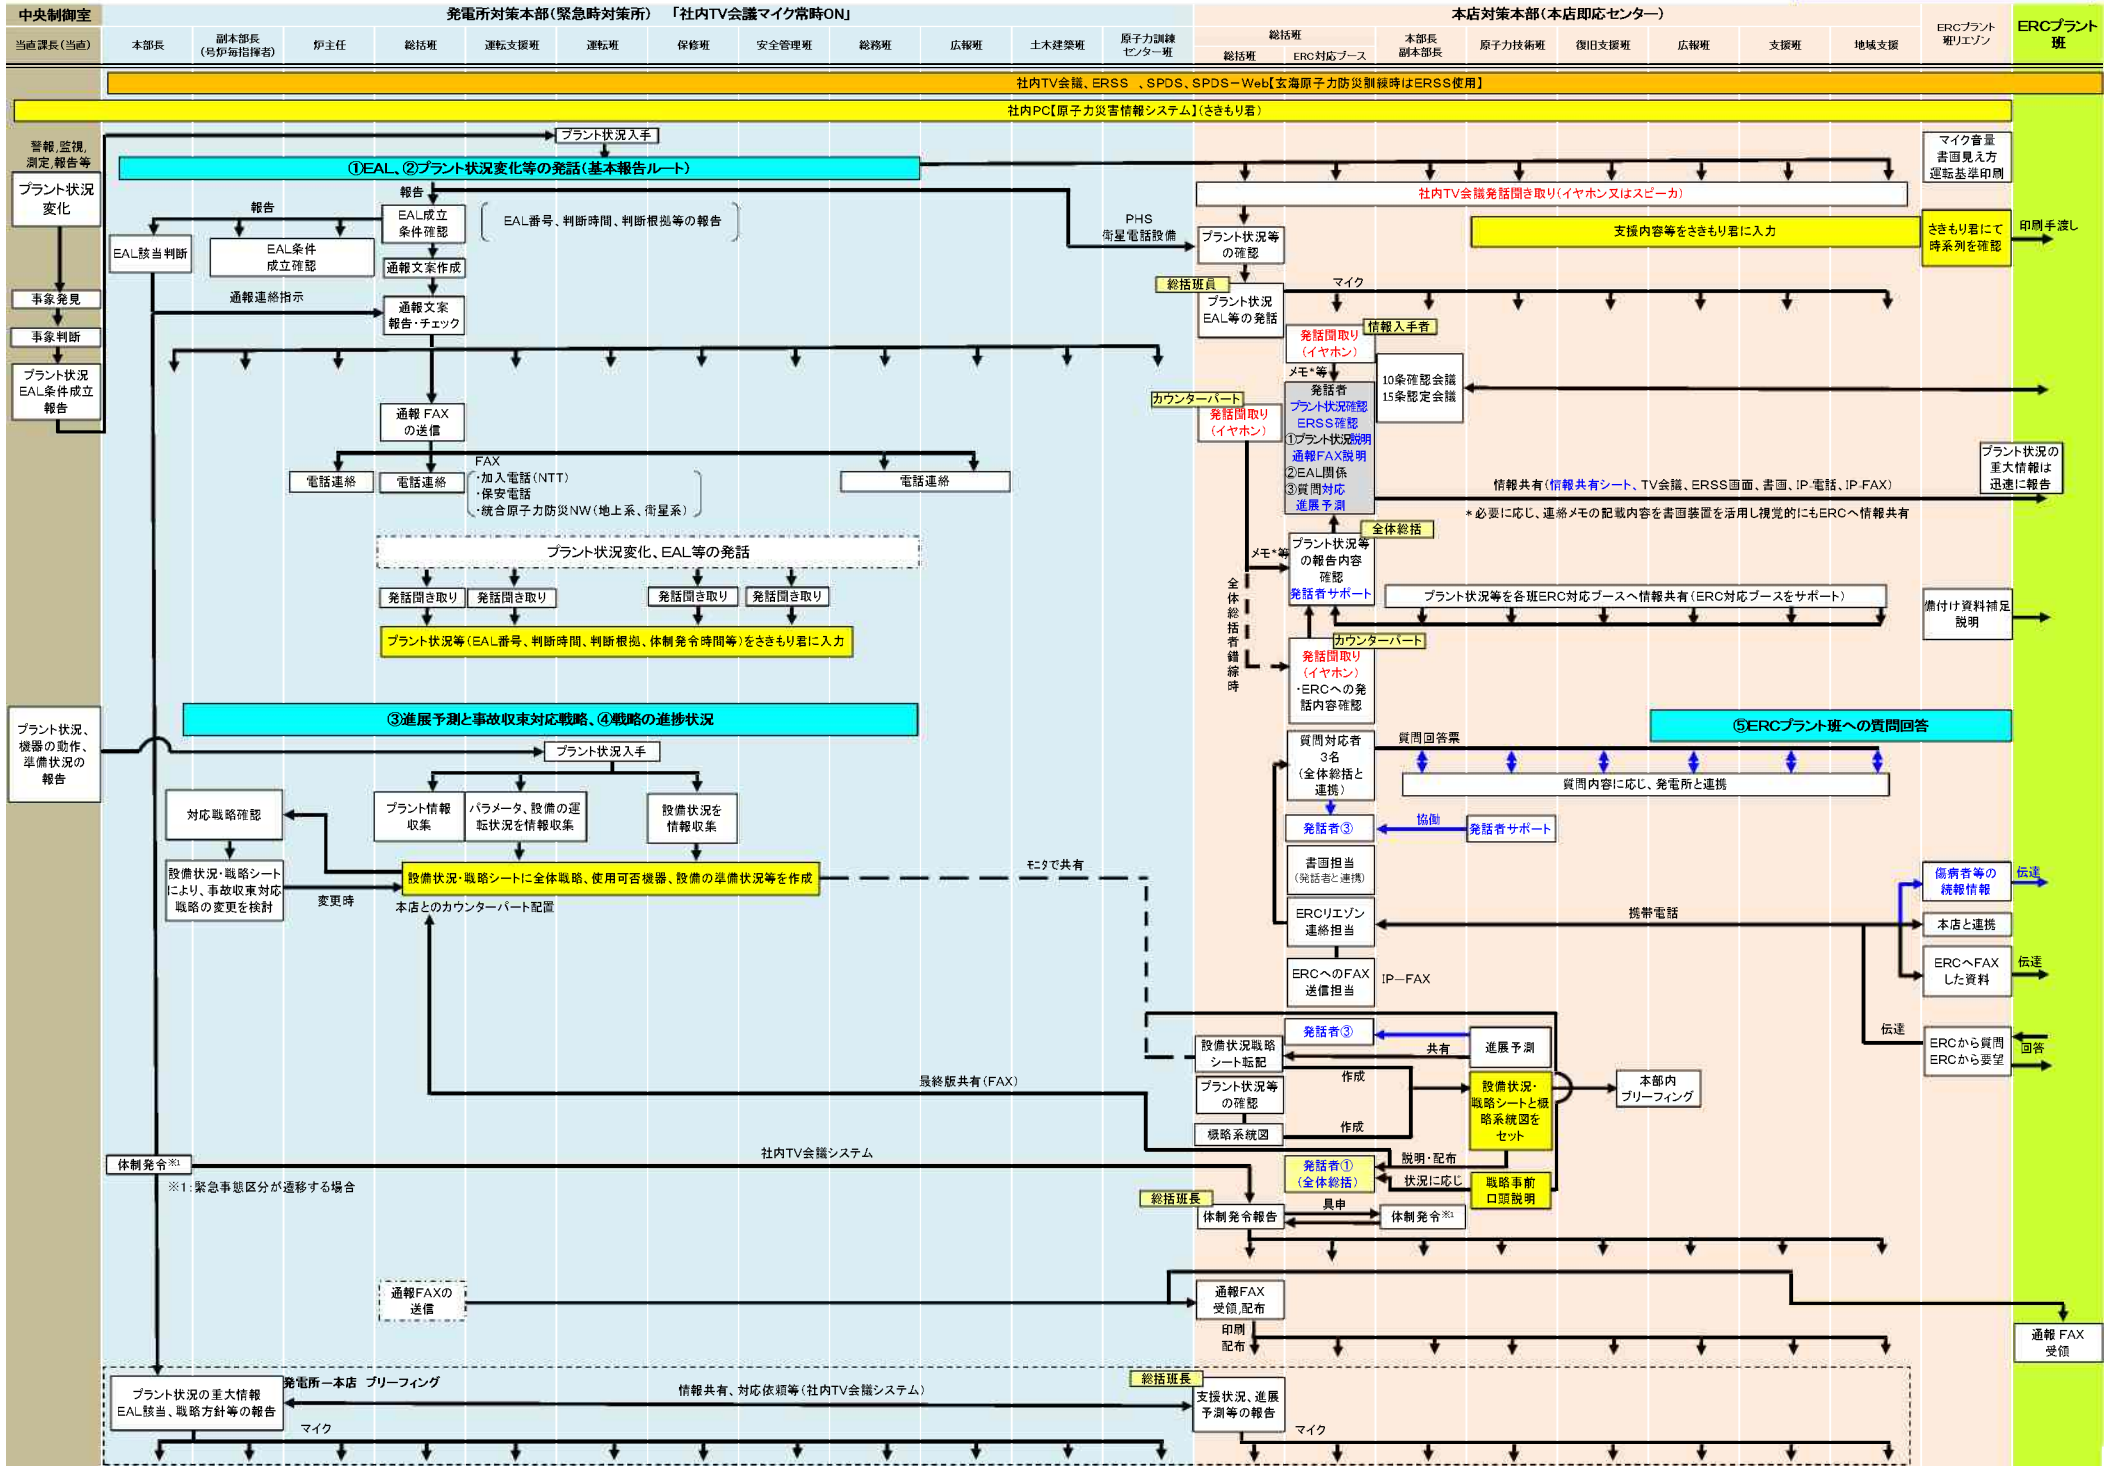 中央制御室
発電所対策本部(緊急時対策所) 「社内TV会議マイク常時ON」
本店対策本部(本店即応センター)
ERCプラント
班リエゾン
ERCプラント
班
当直課長(当直)
本部長
副本部長
(号炉毎指揮者)
炉主任
総括班
運転支援班
運転班
保修班
安全管理班
総務班
広報班
土木建築班
原子力訓練
センター班
総括班
総括班
ERC対応ブース
本部長
副本部長
原子力技術班
復旧支援班
広報班
支援班
地域支援
社内TV会議、ERSS 、SPDS、SPDS-Web【玄海原子力防災訓練時はERSS使用】
社内PC【原子力災害情報システム】(さきもり君)
プラント状況入手
警報,監視,
測定,報告等
プラント状況
変化
①EAL、②プラント状況変化等の発話(基本報告ルート)
マイク音量
書画見え方
運転基準印刷
社内TV会議発話聞き取り(イヤホン又はスピーカ)
報告
報告
EAL成立
条件確認
EAL番号、判断時間、判断根拠等の報告
PHS
衛星電話設備
プラント状況等
の確認
支援内容等をさきもり君に入力
さきもり君にて
時系列を確認
印刷手渡し
EAL該当判断
EAL条件
成立確認
通報文案作成
総括班員
プラント状況
EAL等の発話
マイク
事象発見
通報連絡指示
通報文案
報告・チェック
事象判断
発話聞取り
(イヤホン)
情報入手者
プラント状況
EAL条件成立
報告
メモ*等
10条確認会議
15条認定会議
カウンターパート
発話聞取り
(イヤホン)
発話者
プラント状況確認
ERSS確認
①プラント状況説明
通報FAX説明
②EAL関係
③質問対応
進展予測
通報 FAX
の送信
プラント状況の
重大情報は
迅速に報告
FAX
・加入電話(NTT)
・保安電話
・統合原子力防災NW(地上系、衛星系)
電話連絡
電話連絡
電話連絡
情報共有(情報共有シート、TV会議、ERSS画面、書画、IP-電話、IP-FAX)
*必要に応じ、連絡メモの記載内容を書画装置を活用し視覚的にもERCへ情報共有
全体総括
プラント状況変化、EAL等の発話
メモ*等
プラント状況等
の報告内容
確認
発話者サポート
発話聞き取り
発話聞き取り
発話聞き取り
発話聞き取り
全体総括者錯綜時
プラント状況等を各班ERC対応ブースへ情報共有(ERC対応ブースをサポート)
備付け資料補足
説明
プラント状況等(EAL番号、判断時間、判断根拠、体制発令時間等)をさきもり君に入力
カウンターパート
発話聞取り
(イヤホン)
・ERCへの発
話内容確認
プラント状況、
機器の動作、
準備状況の
報告
③進展予測と事故収束対応戦略、④戦略の進捗状況
⑤ERCプラント班への質問回答
プラント状況入手
質問対応者
3名
(全体総括と
連携)
質問回答票
質問内容に応じ、発電所と連携
対応戦略確認
プラント情報
収集
パラメータ、設備の運
転状況を情報収集
設備状況を
情報収集
発話者③
協働
発話者サポート
設備状況・戦略シート
により、事故収束対応
戦略の変更を検討
変更時
設備状況・戦略シートに全体戦略、使用可否機器、設備の準備状況等を作成
本店とのカウンターパート配置
モニタで共有
書画担当
(発話者と連携)
傷病者等の
続報情報
伝達
ERCリエゾン
連絡担当
携帯電話
本店と連携
ERCへのFAX
送信担当
IP-FAX
ERCへFAX
した資料
伝達
発話者③
設備状況戦略
シート転記
共有
進展予測
伝達
ERCから質問
ERCから要望
回答
最終版共有(FAX)
プラント状況等
の確認
作成
設備状況・
戦略シートと概
略系統図を
セット
本部内
ブリーフィング
概略系統図
作成
体制発令※1
社内TV会議システム
発話者①
(全体総括)
説明・配布
状況に応じ
戦略事前
口頭説明
※1:緊急事態区分が遷移する場合
総括班長
体制発令報告
具申
体制発令※1
通報FAXの
送信
通報FAX
受領,配布
印刷
配布
通報 FAX
受領
発電所-本店 ブリーフィング
プラント状況の重大情報
EAL該当、戦略方針等の報告
情報共有、対応依頼等(社内TV会議システム)
総括班長
支援状況、進展
予測等の報告
マイク
マイク